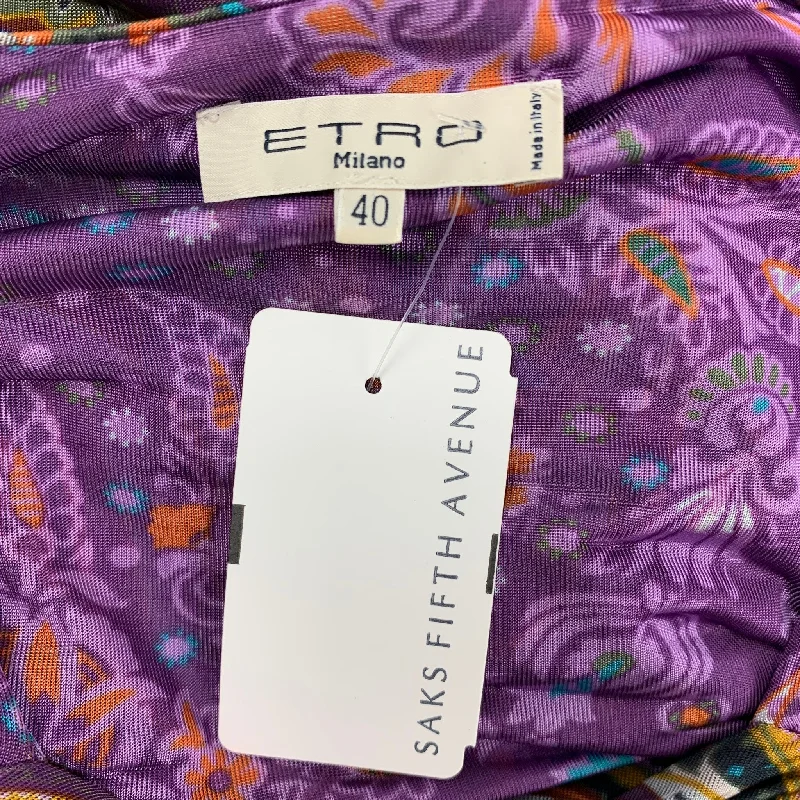 ETRO
Milano
Made in Italy
40
SAKS FIFTH AVENUE